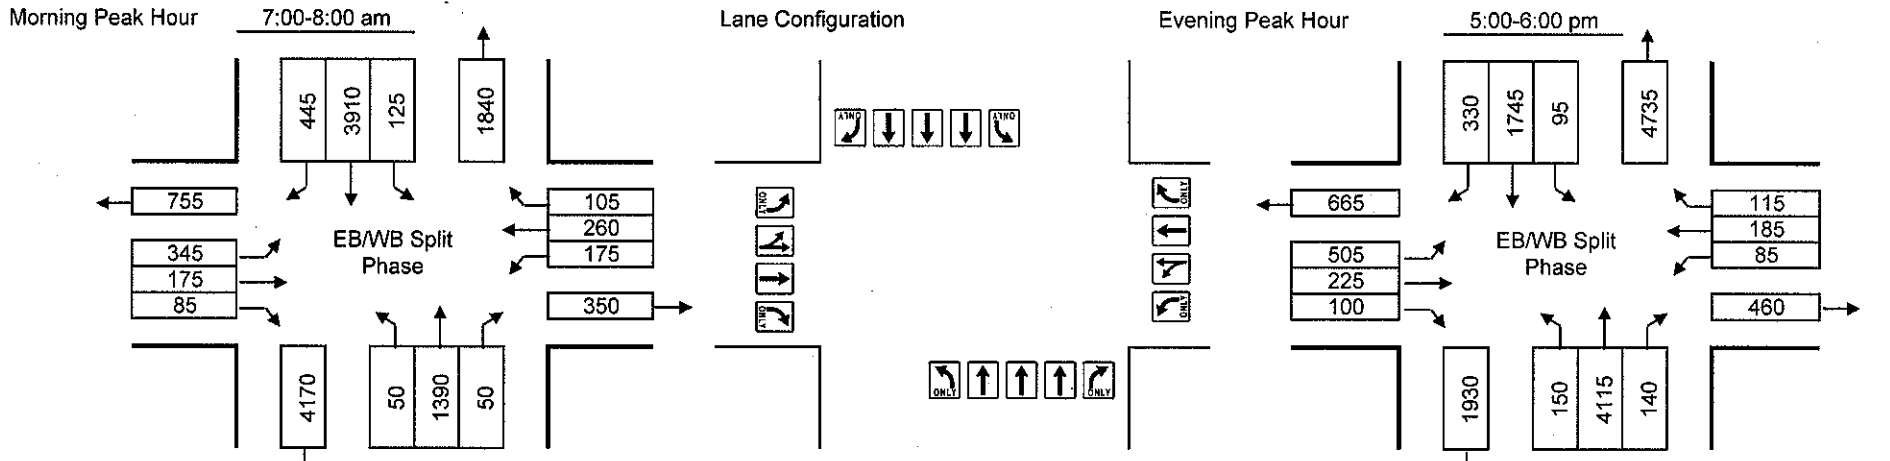 Morning Peak Hour
7:00-8:00 am
445
3910
125
1840
755
105
260
175
345
175
85
EB/WB Split
Phase
350
4170
50
1390
50
Lane Configuration
ONLY
ONLY
ONLY
ONLY
ONLY
ONLY
ONLY
ONLY
Evening Peak Hour
5:00-6:00 pm
330
1745
95
4735
665
115
185
85
505
225
100
EB/WB Split
Phase
460
1930
150
4115
140